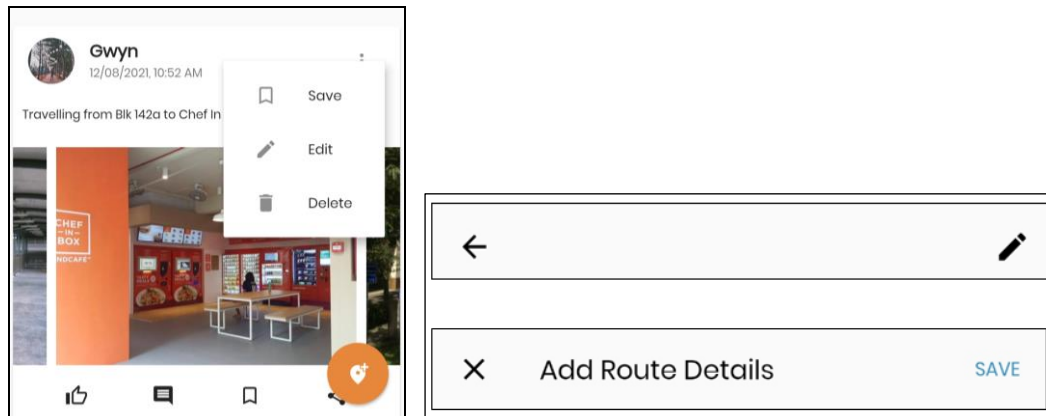 Gwyn
12/08/2021, 10:52 AM
Travelling from Blk 142a to Chef In
Save
Edit
Delete
CHEF
-IN-
BOX
NDCAFE
Add Route Details
SAVE